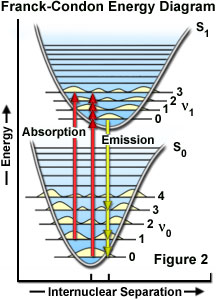 Franck-Condon Energy Diagram
S1
3
2
1
0
ν1
Absorption
Emission
S0
4
3
2
1
0
ν0
Energy
Figure 2
Internuclear Separation